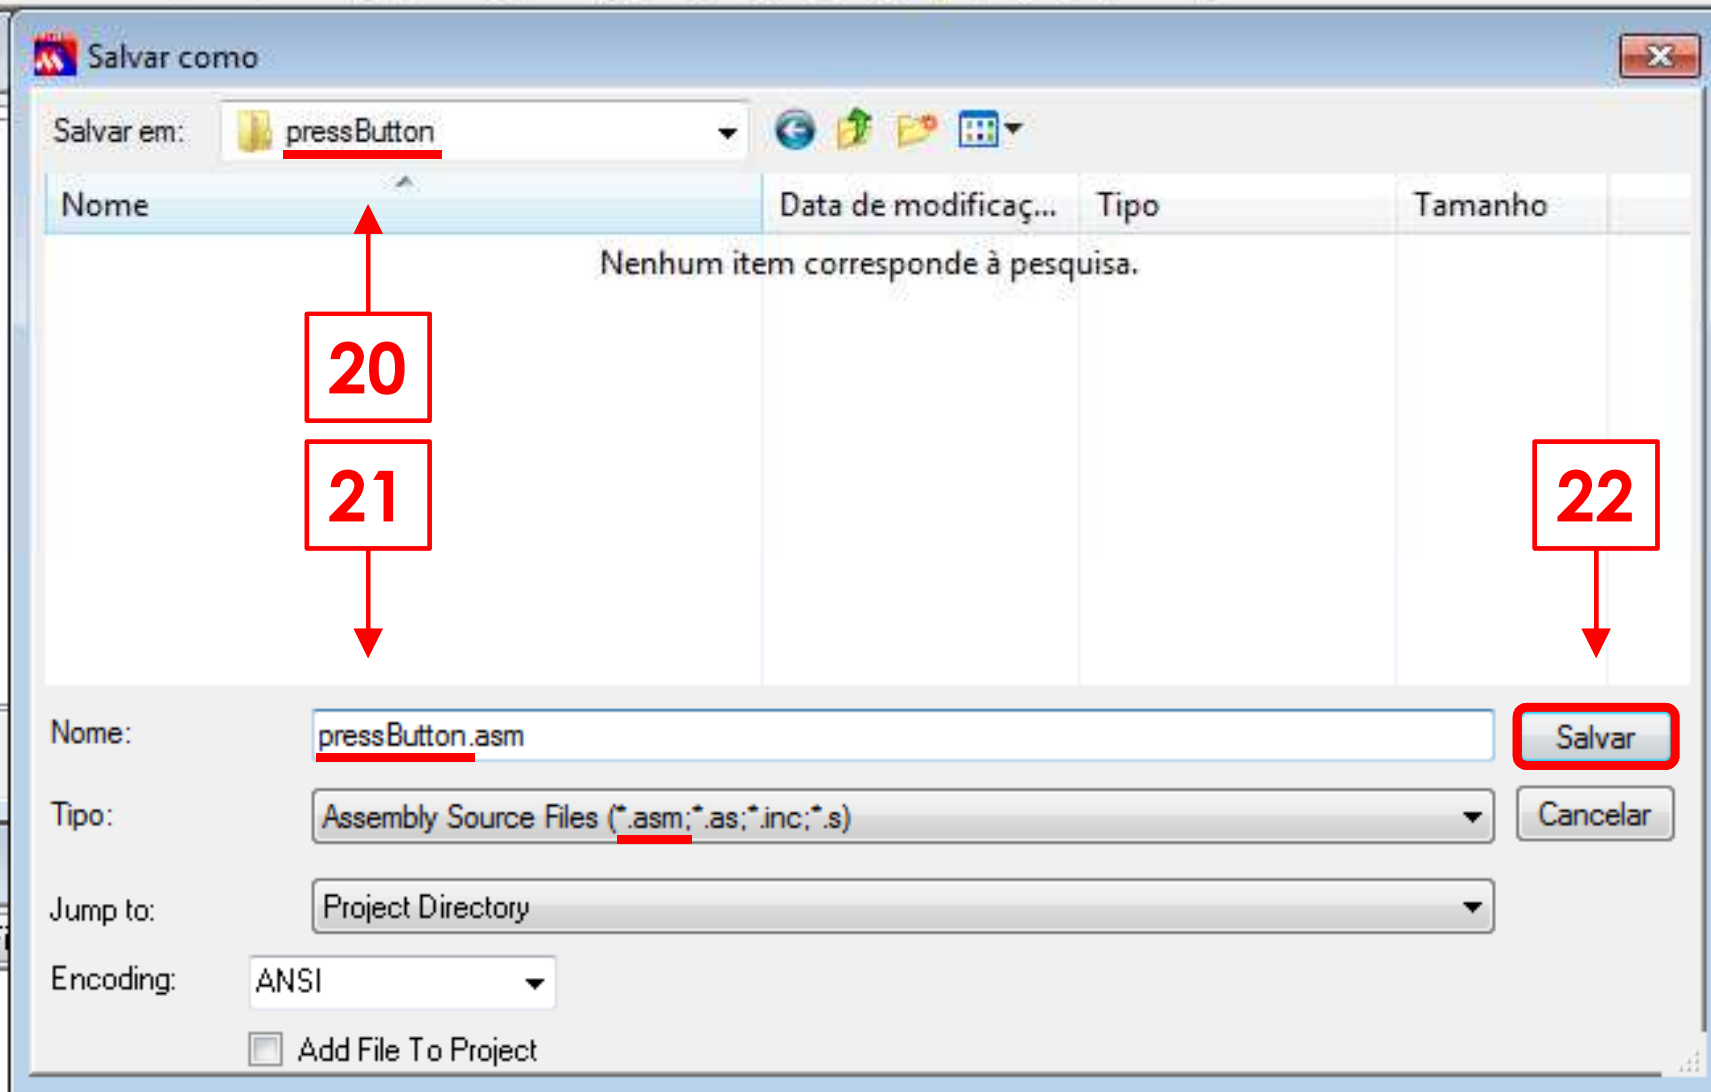 Salvar como
Salvar em: pressButton
Nome Data de modificaç... Tipo Tamanho
Nenhum item corresponde à pesquisa.
20
21
22
Nome: pressButton.asm Salvar
Tipo: Assembly Source Files (*.asm;*.as;*.inc;*.s) Cancelar
Jump to: Project Directory
Encoding: ANSI
Add File To Project